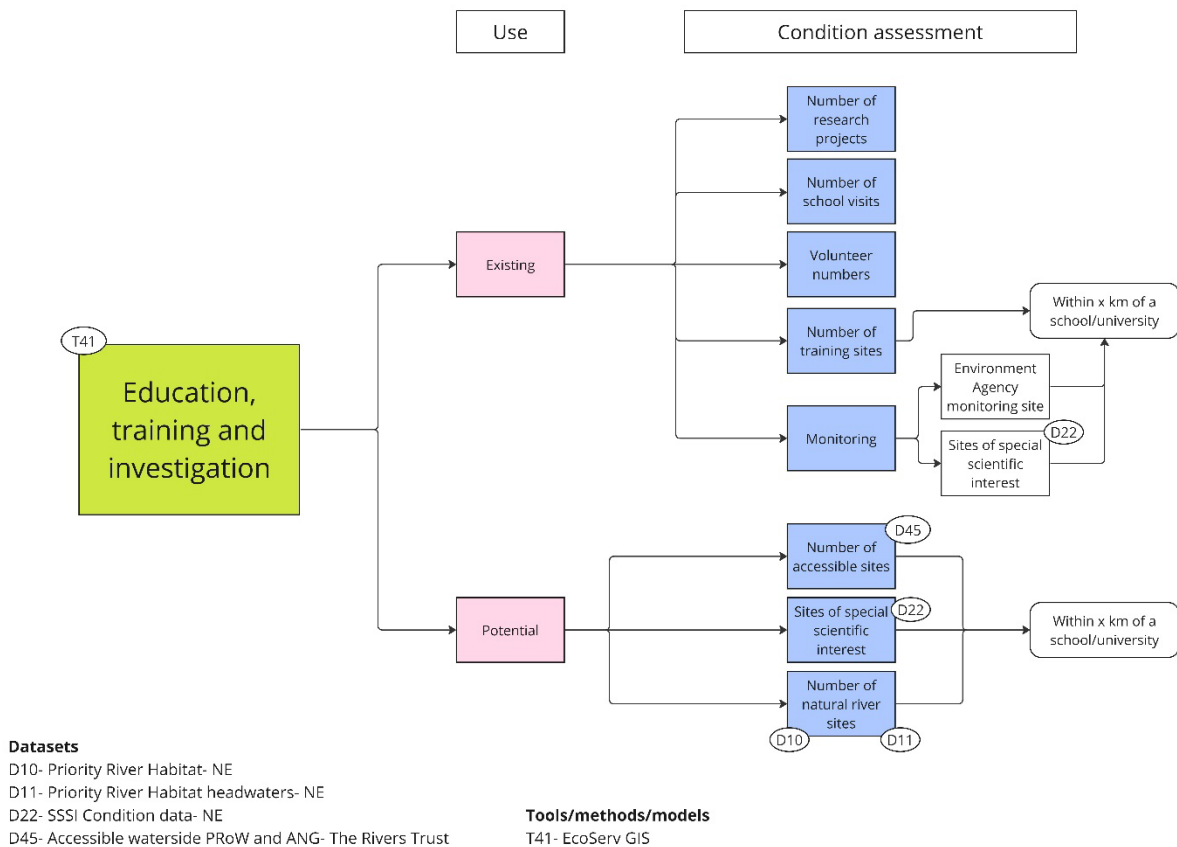 Use
Condition assessment
Number of
research
projects
Number of
school visits
Existing
Volunteer
numbers
Within x km of a
school/university
T41
Number of
training sites
Education,
training and
investigation
Environment
Agency
monitoring site
Monitoring
D22
Sites of special
scientific
interest
D45
Number of
accessible sites
Potential
D22
Sites of special
scientific
interest
Within x km of a
school/university
Number of
natural river
sites
D10
D11
Datasets
D10- Priority River Habitat- NE
D11- Priority River Habitat headwaters- NE
D22- SSSI Condition data- NE
D45- Accessible waterside PRoW and ANG- The Rivers Trust
Tools/methods/models
T41- EcoServ GIS